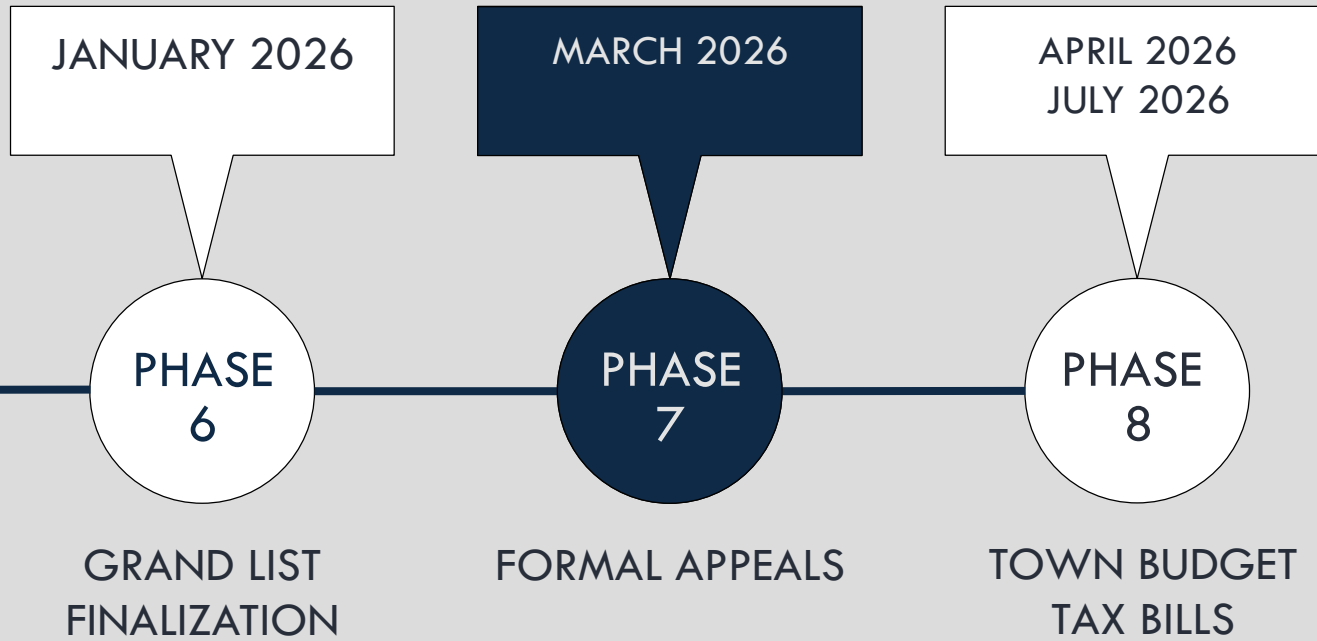 JANUARY 2026
MARCH 2026
APRIL 2026
JULY 2026
PHASE
6
PHASE
7
PHASE
8
GRAND LIST
FINALIZATION
FORMAL APPEALS
TOWN BUDGET
TAX BILLS